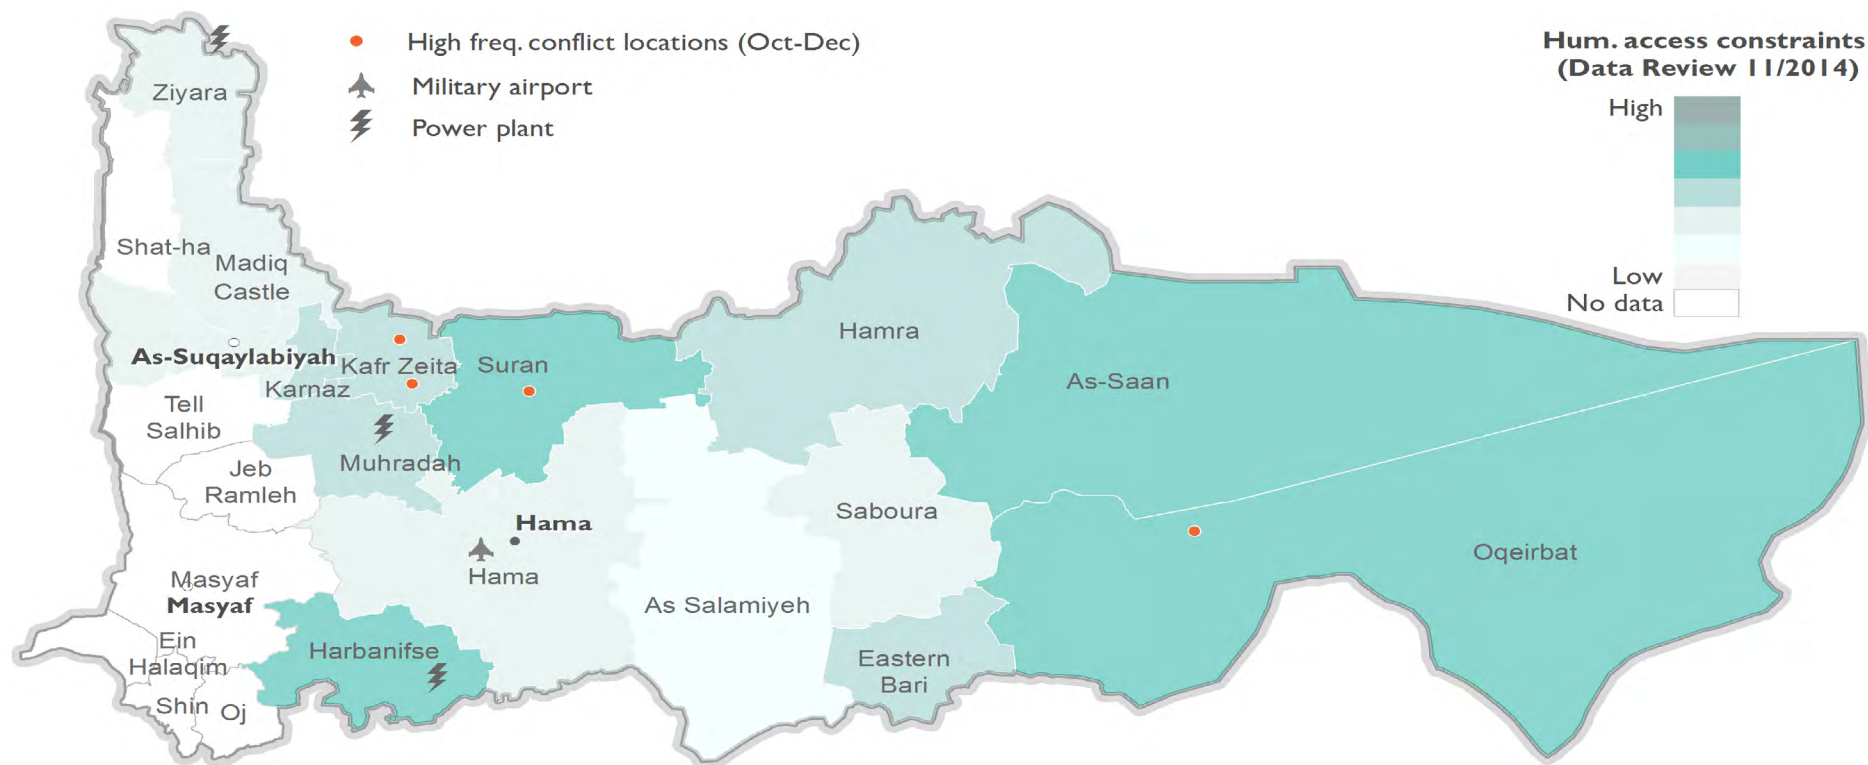 High freq. conflict locations (Oct-Dec)
Military airport
Power plant
Hum. access constraints
(Data Review 11/2014)
High
Low
No data
Ziyara
Shat-ha
Madiq
Castle
As-Suqaylabiyah
Kafr Zeita
Karnaz
Suran
Hamra
As-Saan
Tell
Salhib
Jeb
Ramleh
Muhradah
Saboura
Hama
Hama
Oqeirbat
Masyaf
Masyaf
As Salamiyeh
Ein
Halaqim
Harbanifse
Eastern
Bari
Shin
Oj